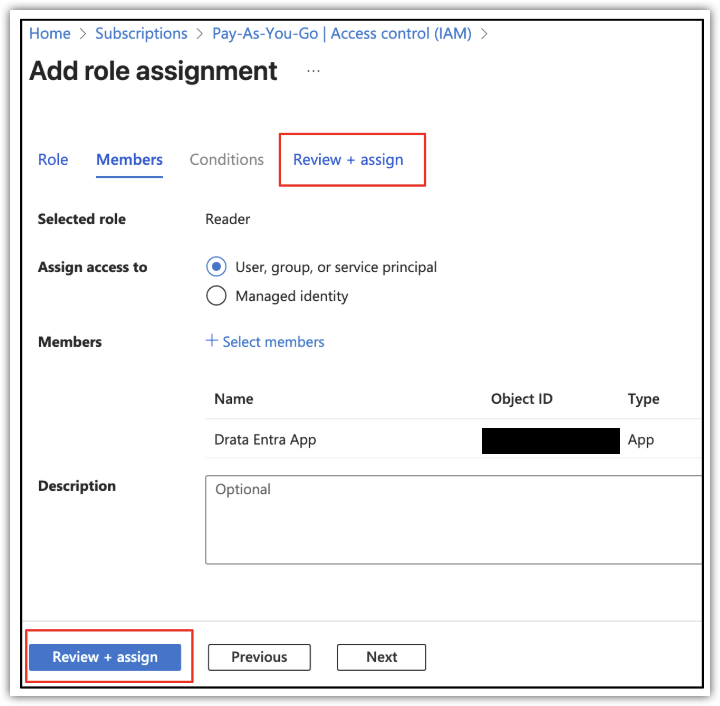 Home > Subscriptions > Pay-As-You-Go | Access control (IAM) >
Add role assignment ...
Role Members Conditions Review + assign
Selected role Reader
Assign access to User, group, or service principal
Managed identity
Members + Select members
Name Object ID Type
Drata Entra App App
Description Optional
Review + assign Previous Next